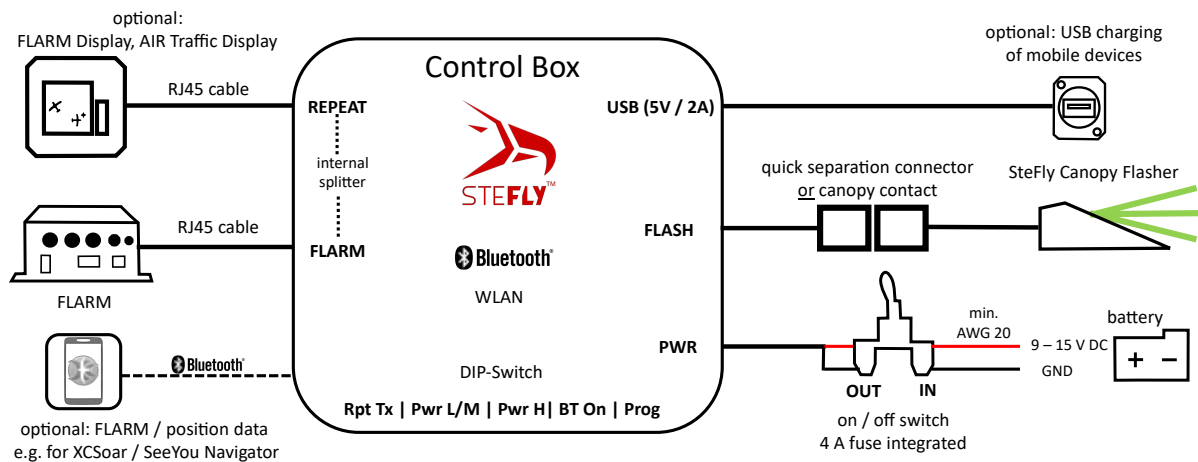 optional:
FLARM Display, AIR Traffic Display
RJ45 cable
RJ45 cable
FLARM
Bluetooth®
optional: FLARM / position data
e.g. for XCSoar / SeeYou Navigator
Control Box
REPEAT
internal
splitter
FLARM
STEFLY™
Bluetooth®
WLAN
DIP-Switch
Rpt Tx | Pwr L/M | Pwr H| BT On | Prog
USB (5V / 2A)
FLASH
PWR
optional: USB charging
of mobile devices
quick separation connector
or canopy contact
SteFly Canopy Flasher
min.
AWG 20
battery
9 – 15 V DC
GND
+ −
OUT IN
on / off switch
4 A fuse integrated